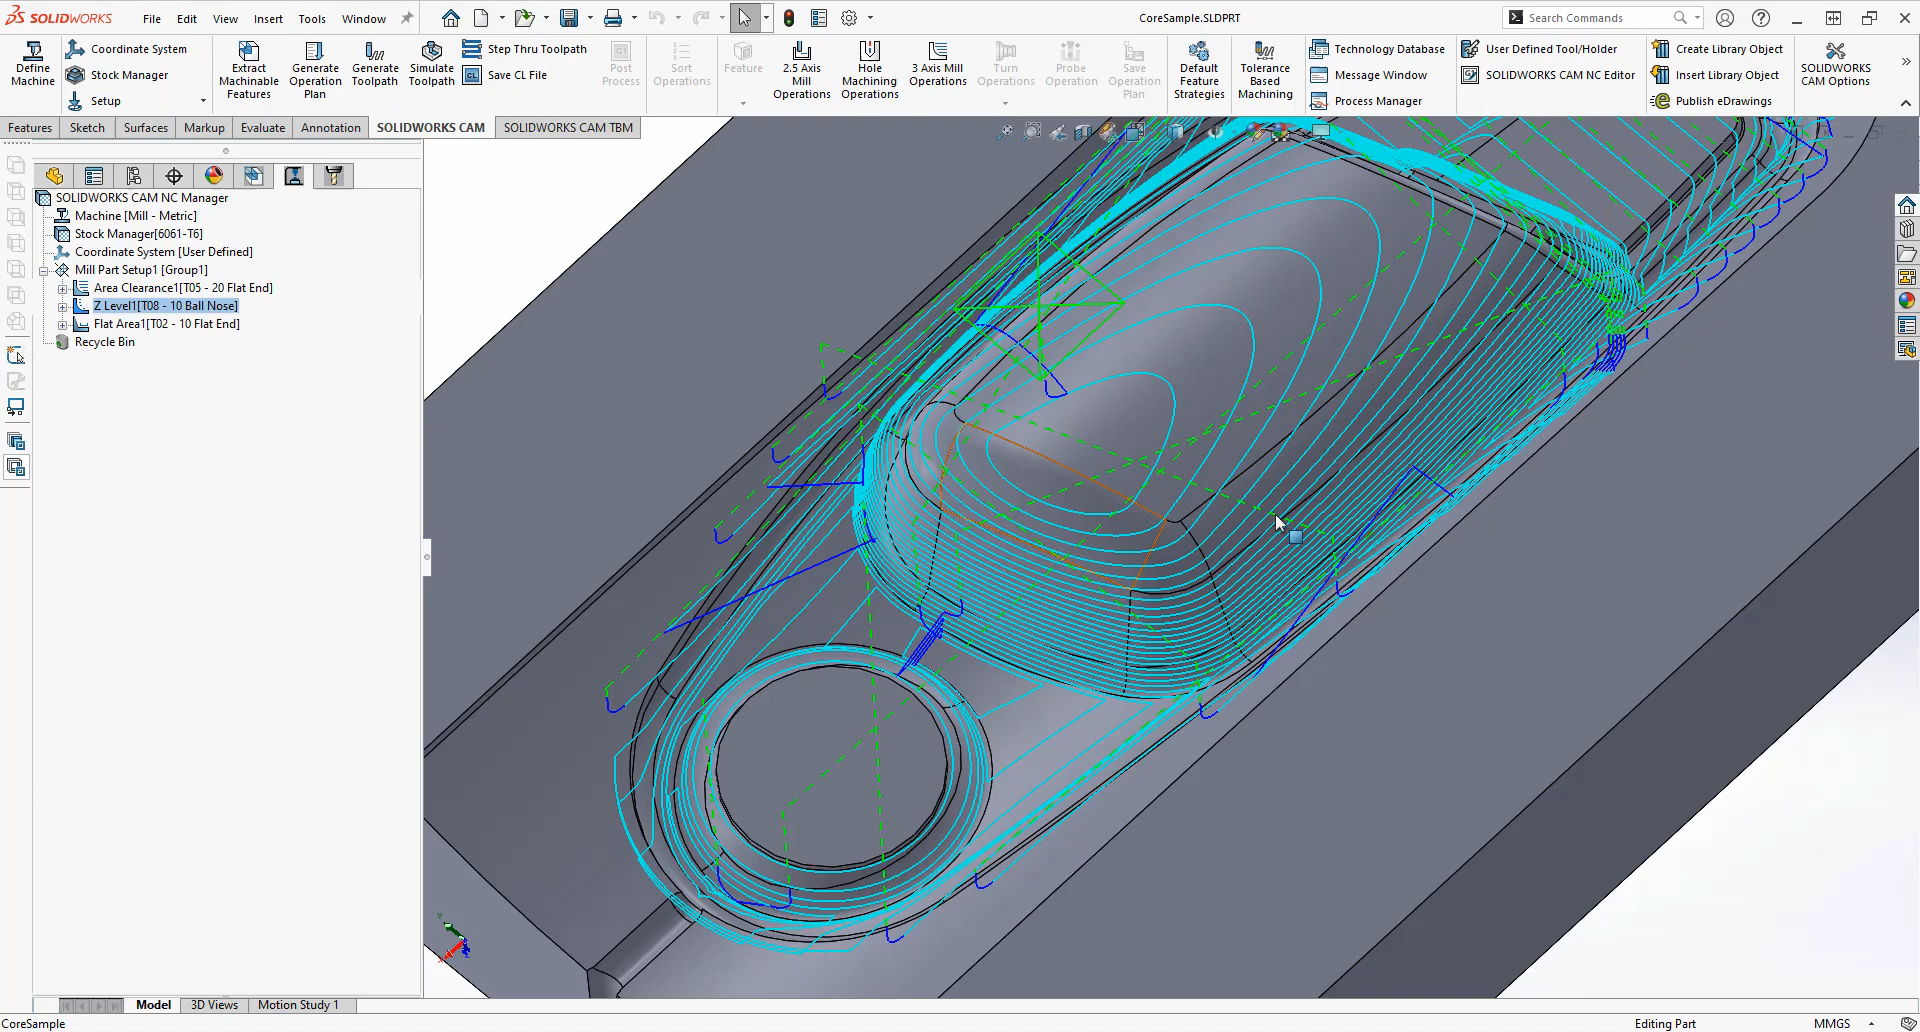 SOLIDWORKS
File
Edit
View
Insert
Tools
Window
CoreSample.SLDPRT
Search Commands
Define Machine
Coordinate System
Stock Manager
Setup
Extract Machinable Features
Generate Operation Plan
Generate Toolpath
Simulate Toolpath
Step Thru Toolpath
Save CL File
Post Process
Sort Operations
Feature
2.5 Axis Mill Operations
Hole Machining Operations
3 Axis Mill Operations
Turn Operations
Probe Operation
Save Operation Plan
Default Feature Strategies
Tolerance Based Machining
Technology Database
Message Window
Process Manager
User Defined Tool/Holder
SOLIDWORKS CAM NC Editor
Create Library Object
Insert Library Object
Publish eDrawings
SOLIDWORKS CAM Options
Features
Sketch
Surfaces
Markup
Evaluate
Annotation
SOLIDWORKS CAM
SOLIDWORKS CAM TBM
SOLIDWORKS CAM NC Manager
Machine [Mill - Metric]
Stock Manager[6061-T6]
Coordinate System [User Defined]
Mill Part Setup1 [Group1]
Area Clearance1[T05 - 20 Flat End]
Z Level1[T08 - 10 Ball Nose]
Flat Area1[T02 - 10 Flat End]
Recycle Bin
Model
3D Views
Motion Study 1
CoreSample
Editing Part
MMGS